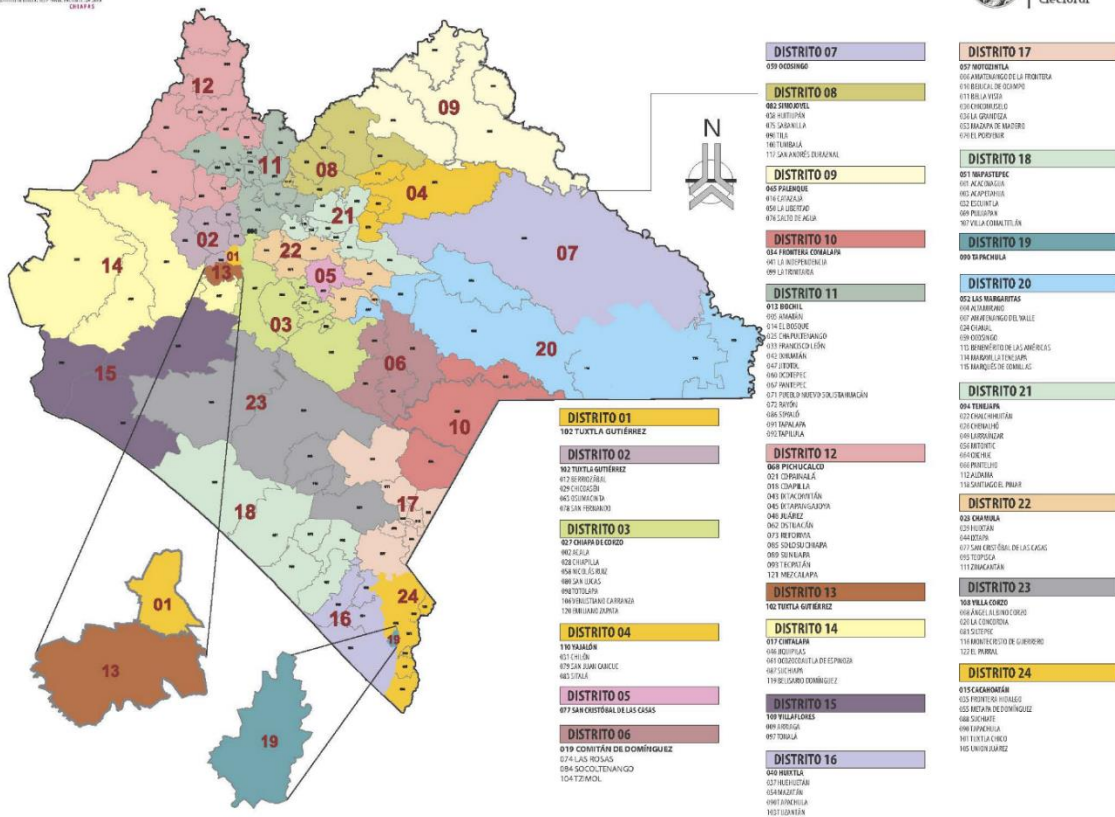 CHIAPAS
Electoral
N
12
09
11
08
04
21
02
01
22
07
14
13
05
03
20
15
06
23
10
18
17
16
24
19
01
13
19
DISTRITO 01
102 TUXTLA GUTIÉRREZ
DISTRITO 02
102 TUXTLA GUTIÉRREZ
012 BERRIOZÁBAL
029 CHICOASÉN
063 OSUMACINTA
078 SAN FERNANDO
DISTRITO 03
027 CHIAPA DE CORZO
002 ACALA
028 CHIAPILLA
058 NICOLÁS RUIZ
080 SAN LUCAS
098 TOTOLAPA
106 VENUSTIANO CARRANZA
120 EMILIANO ZAPATA
DISTRITO 04
110 YAJALÓN
031 CHILÓN
079 SAN JUAN CANCUC
083 SITALÁ
DISTRITO 05
077 SAN CRISTÓBAL DE LAS CASAS
DISTRITO 06
019 COMITÁN DE DOMÍNGUEZ
074 LAS ROSAS
084 SOCOLTENANGO
104 TZIMOL
DISTRITO 07
059 OCOSINGO
DISTRITO 08
082 SIMOJOVEL
038 HUITIUPÁN
075 SABANILLA
096 TILA
100 TUMBALÁ
117 SAN ANDRÉS DURAZNAL
DISTRITO 09
065 PALENQUE
016 CATAZAJÁ
050 LA LIBERTAD
076 SALTO DE AGUA
DISTRITO 10
034 FRONTERA COMALAPA
041 LA INDEPENDENCIA
099 LA TRINITARIA
DISTRITO 11
013 BOCHIL
005 AMATÁN
014 EL BOSQUE
025 CHAPULTENANGO
033 FRANCISCO LEÓN
042 IXHUATÁN
047 JITOTOL
060 OCOTEPEC
067 PANTEPEC
071 PUEBLO NUEVO SOLISTAHUACÁN
072 RAYÓN
086 SOYALÓ
091 TAPALAPA
092 TAPILULA
DISTRITO 12
068 PICHUCALCO
021 COPAINALÁ
018 COAPILLA
043 IXTACOMITÁN
045 IXTAPANGAJOYA
048 JUÁREZ
062 OSTUACÁN
073 REFORMA
085 SOLOSUCHIAPA
089 SUNUAPA
093 TECPATÁN
121 MEZCALAPA
DISTRITO 13
102 TUXTLA GUTIÉRREZ
DISTRITO 14
017 CINTALAPA
046 JIQUIPILAS
061 OCOZOCOAUTLA DE ESPINOZA
087 SUCHIAPA
119 BELISARIO DOMÍNGUEZ
DISTRITO 15
108 VILLAFLORES
009 ARRIAGA
097 TONALÁ
DISTRITO 16
040 HUIXTLA
037 HUEHUETÁN
054 MAZATÁN
090 TAPACHULA
103 TUZANTÁN
DISTRITO 17
057 MOTOZINTLA
006 AMATENANGO DE LA FRONTERA
010 BEJUCAL DE OCAMPO
011 BELLA VISTA
030 CHICOMUSELO
036 LA GRANDEZA
053 MAZAPA DE MADERO
070 EL PORVENIR
DISTRITO 18
051 MAPASTEPEC
001 ACACOYAGUA
003 ACAPETAHUA
032 ESCUINTLA
069 PIJIJIAPAN
107 VILLA COMALTITLÁN
DISTRITO 19
090 TAPACHULA
DISTRITO 20
052 LAS MARGARITAS
004 ALTAMIRANO
007 AMATENANGO DEL VALLE
024 CHANAL
059 OCOSINGO
113 BENEMÉRITO DE LAS AMÉRICAS
114 MARAVILLA TENEJAPA
115 MARQUÉS DE COMILLAS
DISTRITO 21
094 TENEJAPA
022 CHALCHIHUITÁN
026 CHENALHÓ
049 LARRAÍNZAR
056 MITONTIC
064 OXCHUC
066 PANTELHÓ
112 ALDAMA
118 SANTIAGO EL PINAR
DISTRITO 22
023 CHAMULA
039 HUIXTÁN
044 IXTAPA
077 SAN CRISTÓBAL DE LAS CASAS
095 TEOPISCA
111 ZINACANTÁN
DISTRITO 23
108 VILLA CORZO
008 ÁNGEL ALBINO CORZO
020 LA CONCORDIA
081 SILTEPEC
116 MONTECRISTO DE GUERRERO
122 EL PARRAL
DISTRITO 24
015 CACAHOATÁN
035 FRONTERA HIDALGO
055 METAPA DE DOMÍNGUEZ
088 SUCHIATE
090 TAPACHULA
101 TUXTLA CHICO
105 UNIÓN JUÁREZ